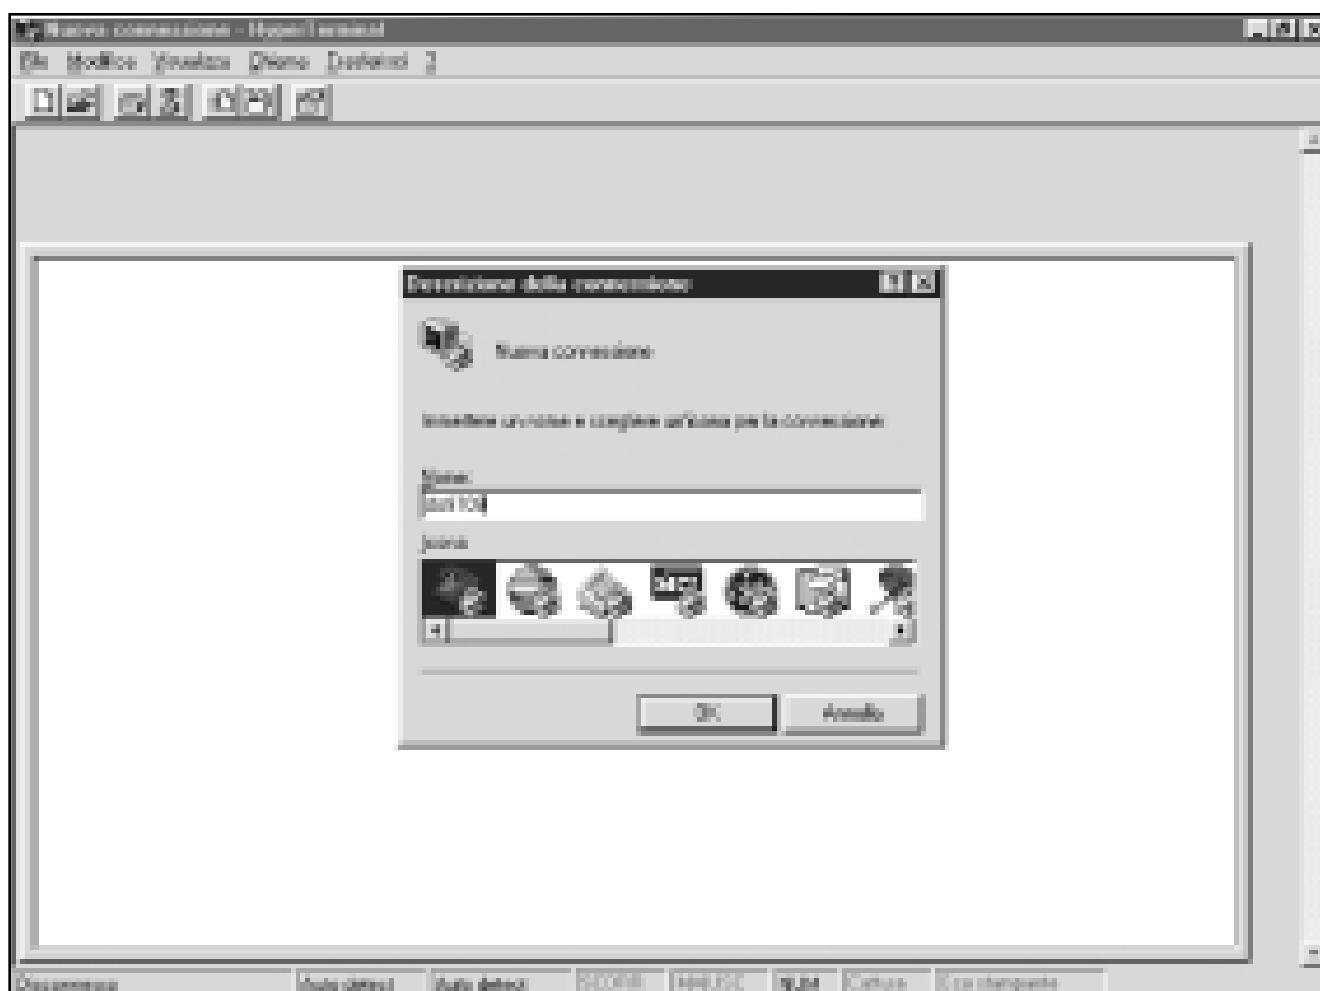 Nuova connessione - HyperTerminal
File Modifica Visualizza Chiama Trasferisci ?
Descrizione della connessione
Nuova connessione
Immettere un nome e scegliere un'icona per la connessione:
Nome:
Icona:
MCI
OK Annulla
Disconnesso Auto detect Auto detect SCORR MAIUSC NUM Cattura Eco stampante